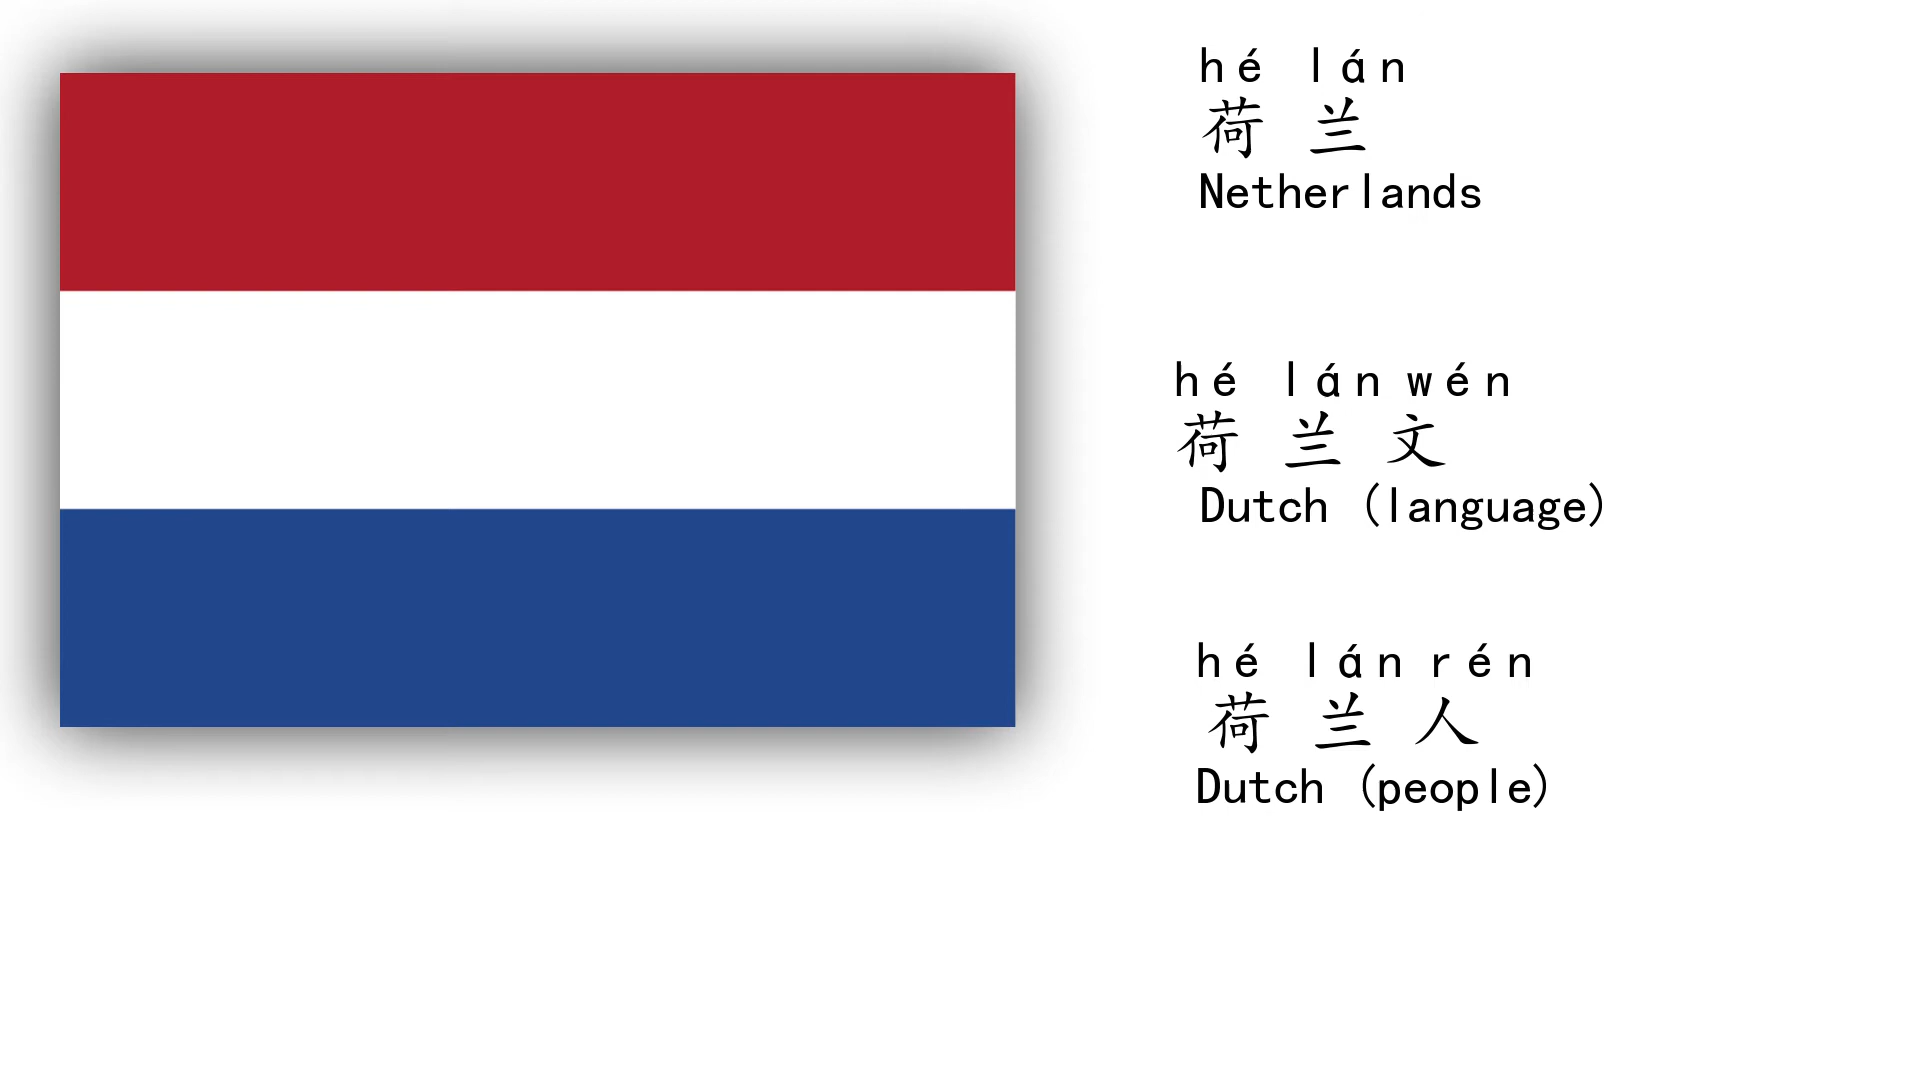 hé lán
荷 兰
Netherlands
hé lán wén
荷 兰 文
Dutch (language)
hé lán rén
荷 兰 人
Dutch (people)